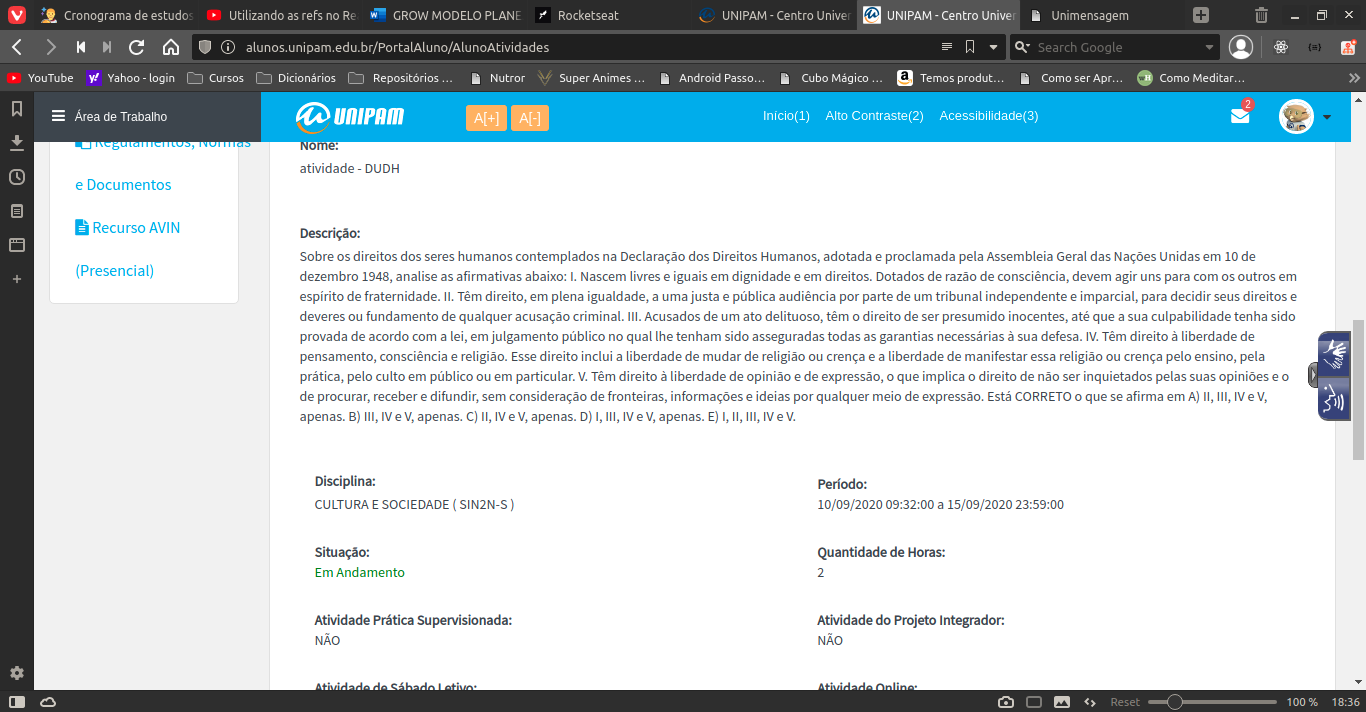 Cronograma de estudos
Utilizando as refs no Re
GROW MODELO PLANE
Rocketseat
UNIPAM - Centro Univer
UNIPAM - Centro Univer
Unimensagem
alunos.unipam.edu.br/PortalAluno/AlunoAtividades
Search Google
YouTube
Yahoo - login
Cursos
Dicionários
Repositórios ...
Nutror
Super Animes ...
Android Passo...
Cubo Mágico ...
Temos produt...
Como ser Apr...
Como Meditar...
Área de Trabalho
UNIPAM
A[+]
A[-]
Início(1)
Alto Contraste(2)
Acessibilidade(3)
2
Regulamentos, Normas
e Documentos
Recurso AVIN
(Presencial)
Nome:
atividade - DUDH
Descrição:
Sobre os direitos dos seres humanos contemplados na Declaração dos Direitos Humanos, adotada e proclamada pela Assembleia Geral das Nações Unidas em 10 de
dezembro 1948, analise as afirmativas abaixo: I. Nascem livres e iguais em dignidade e em direitos. Dotados de razão de consciência, devem agir uns para com os outros em
espírito de fraternidade. II. Têm direito, em plena igualdade, a uma justa e pública audiência por parte de um tribunal independente e imparcial, para decidir seus direitos e
deveres ou fundamento de qualquer acusação criminal. III. Acusados de um ato delituoso, têm o direito de ser presumido inocentes, até que a sua culpabilidade tenha sido
provada de acordo com a lei, em julgamento público no qual lhe tenham sido asseguradas todas as garantias necessárias à sua defesa. IV. Têm direito à liberdade de
pensamento, consciência e religião. Esse direito inclui a liberdade de mudar de religião ou crença e a liberdade de manifestar essa religião ou crença pelo ensino, pela
prática, pelo culto em público ou em particular. V. Têm direito à liberdade de opinião e de expressão, o que implica o direito de não ser inquietados pelas suas opiniões e o
de procurar, receber e difundir, sem consideração de fronteiras, informações e ideias por qualquer meio de expressão. Está CORRETO o que se afirma em A) II, III, IV e V,
apenas. B) III, IV e V, apenas. C) II, IV e V, apenas. D) I, III, IV e V, apenas. E) I, II, III, IV e V.
Disciplina:
CULTURA E SOCIEDADE ( SIN2N-S )
Período:
10/09/2020 09:32:00 a 15/09/2020 23:59:00
Situação:
Em Andamento
Quantidade de Horas:
2
Atividade Prática Supervisionada:
NÃO
Atividade do Projeto Integrador:
NÃO
Atividade de Sábado Letivo:
Atividade Online:
Reset
100 %
18:36